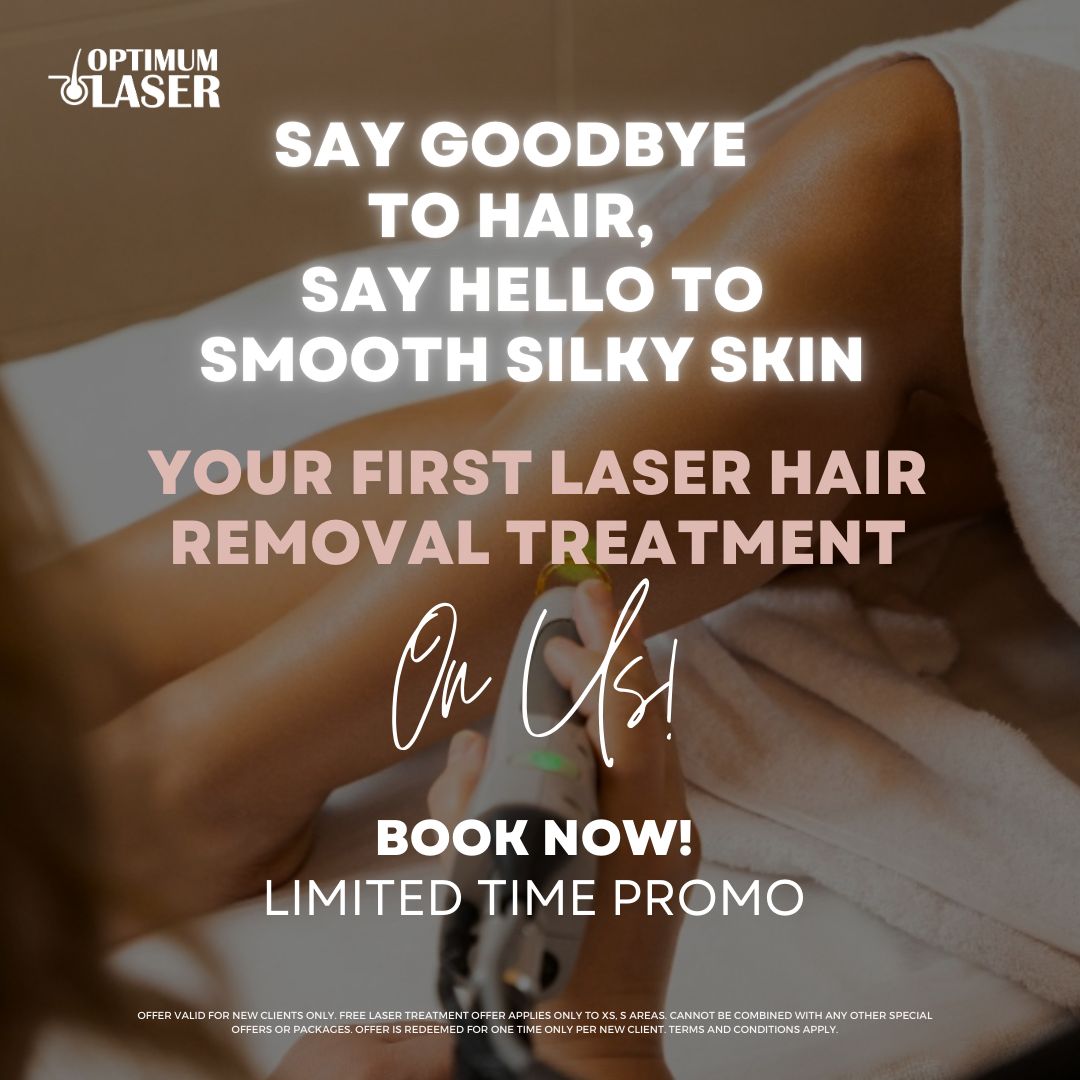 OPTIMUM
LASER
SAY GOODBYE
TO HAIR,
SAY HELLO TO
SMOOTH SILKY SKIN
YOUR FIRST LASER HAIR
REMOVAL TREATMENT
On Us!
BOOK NOW!
LIMITED TIME PROMO
OFFER VALID FOR NEW CLIENTS ONLY. FREE LASER TREATMENT OFFER APPLIES ONLY TO XS, S AREAS. CANNOT BE COMBINED WITH ANY OTHER SPECIAL
OFFERS OR PACKAGES. OFFER IS REDEEMED FOR ONE TIME ONLY PER NEW CLIENT. TERMS AND CONDITIONS APPLY.